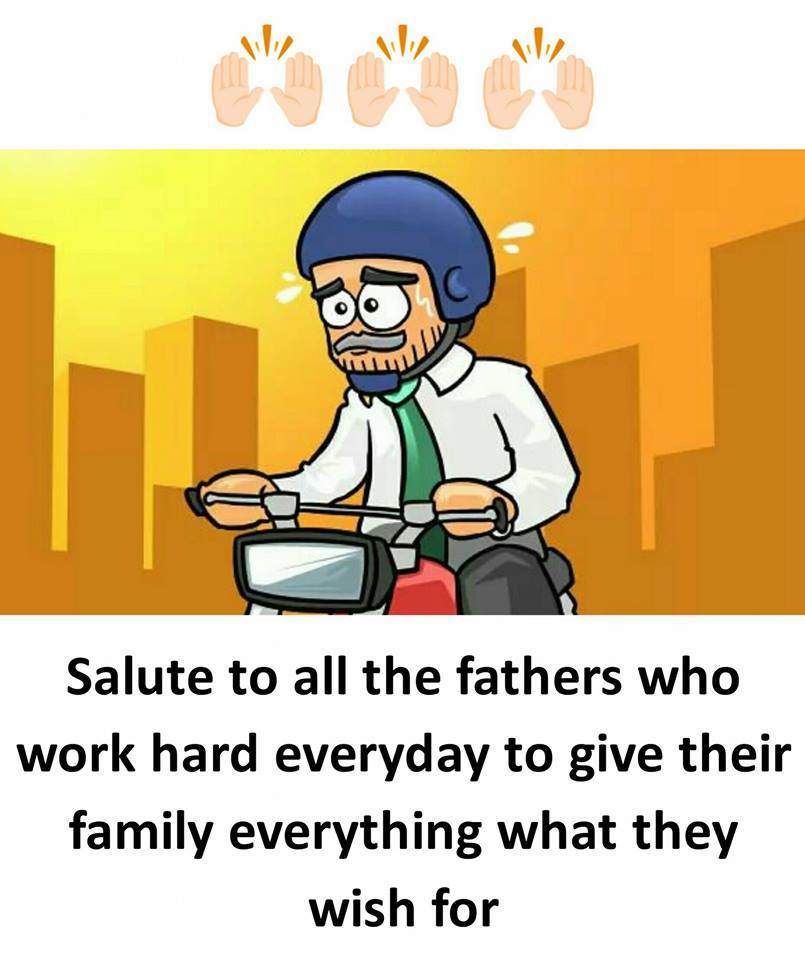 Salute to all the fathers who
work hard everyday to give their
family everything what they
wish for